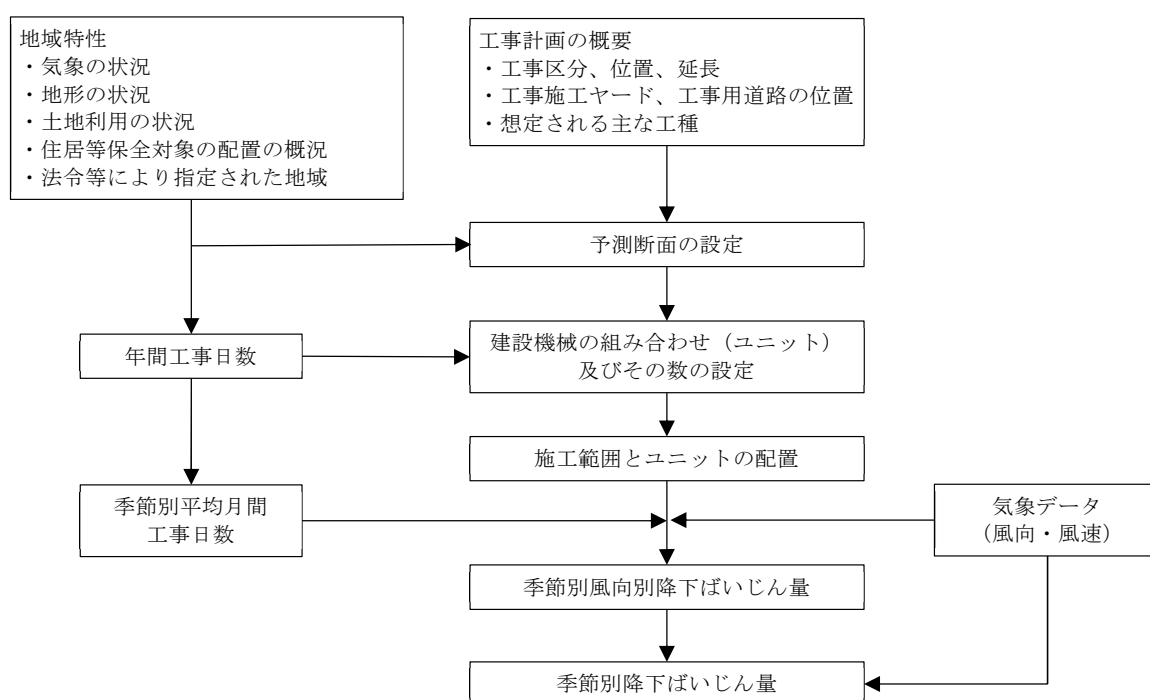 地域特性
・気象の状況
・地形の状況
・土地利用の状況
・住居等保全対象の配置の概況
・法令等により指定された地域
工事計画の概要
・工事区分、位置、延長
・工事施工ヤード、工事用道路の位置
・想定される主な工種
予測断面の設定
年間工事日数
建設機械の組み合わせ（ユニット）
及びその数の設定
施工範囲とユニットの配置
季節別平均月間
工事日数
気象データ
（風向・風速）
季節別風向別降下ばいじん量
季節別降下ばいじん量